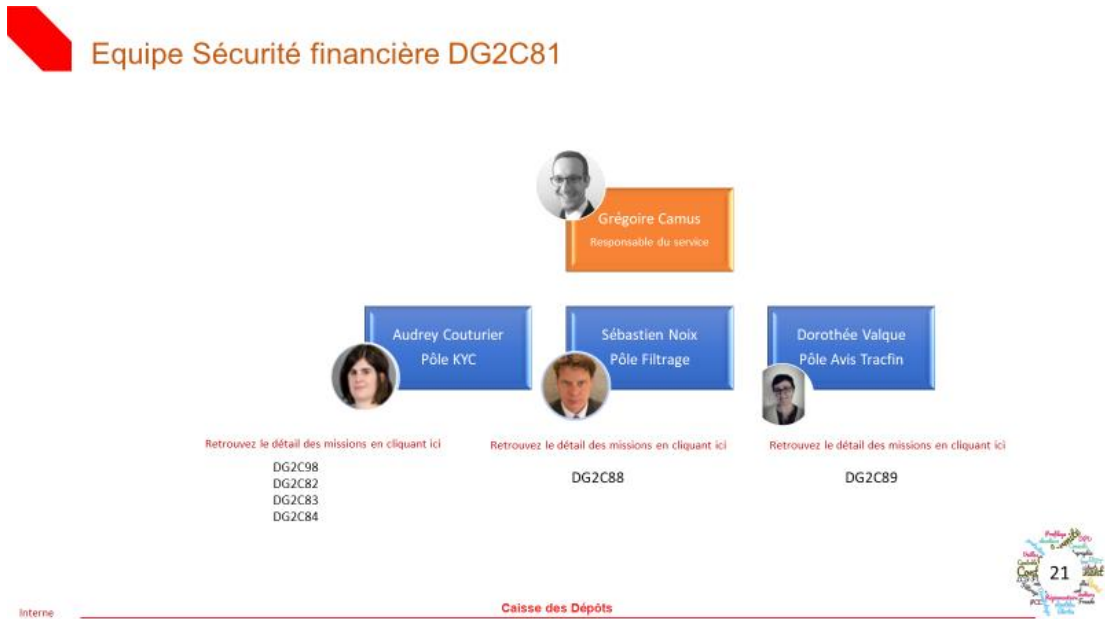 Equipe Sécurité financière DG2C81
Grégoire Camus
Responsable du service
Audrey Couturier
Pôle KYC
Sébastien Noix
Pôle Filtrage
Dorothée Valque
Pôle Avis Tracfin
Retrouvez le détail des missions en cliquant ici
Retrouvez le détail des missions en cliquant ici
Retrouvez le détail des missions en cliquant ici
DG2C98
DG2C82
DG2C83
DG2C84
DG2C88
DG2C89
21
Interne
Caisse des Dépôts